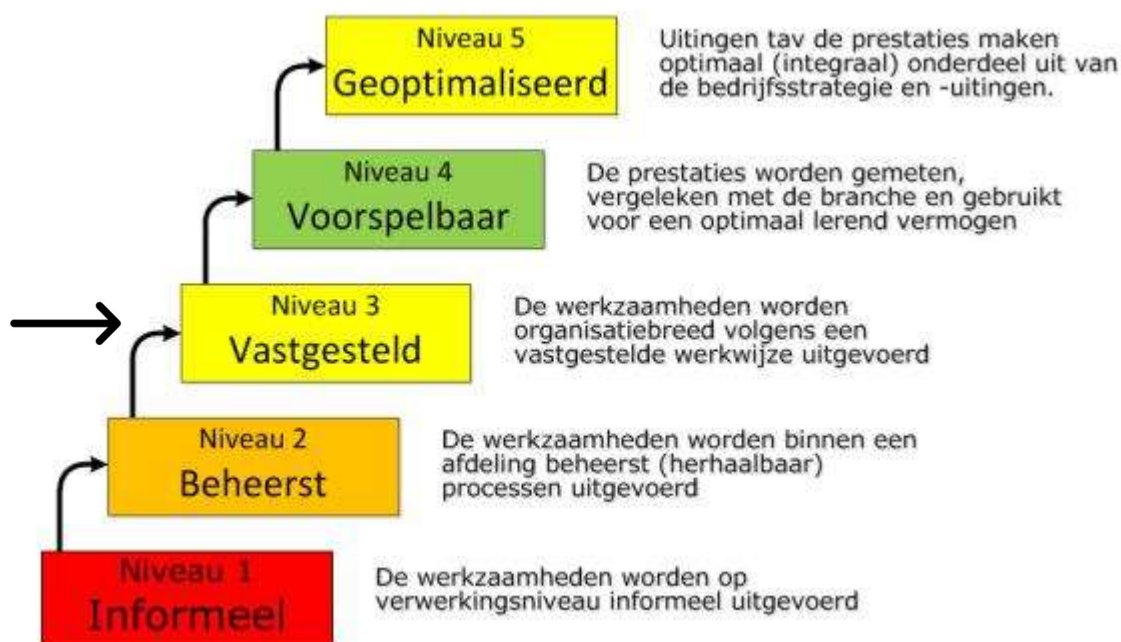 Niveau 5
Geoptimaliseerd
Uitingen tav de prestaties maken
optimaal (integraal) onderdeel uit van
de bedrijfsstrategie en -uitingen.
Niveau 4
Voorspelbaar
De prestaties worden gemeten,
vergeleken met de branche en gebruikt
voor een optimaal lerend vermogen
Niveau 3
Vastgesteld
De werkzaamheden worden
organisatiebreed volgens een
vastgestelde werkwijze uitgevoerd
Niveau 2
Beheerst
De werkzaamheden worden binnen een
afdeling beheerst (herhaalbaar)
processen uitgevoerd
Niveau 1
Informeel
De werkzaamheden worden op
verwerkingsniveau informeel uitgevoerd